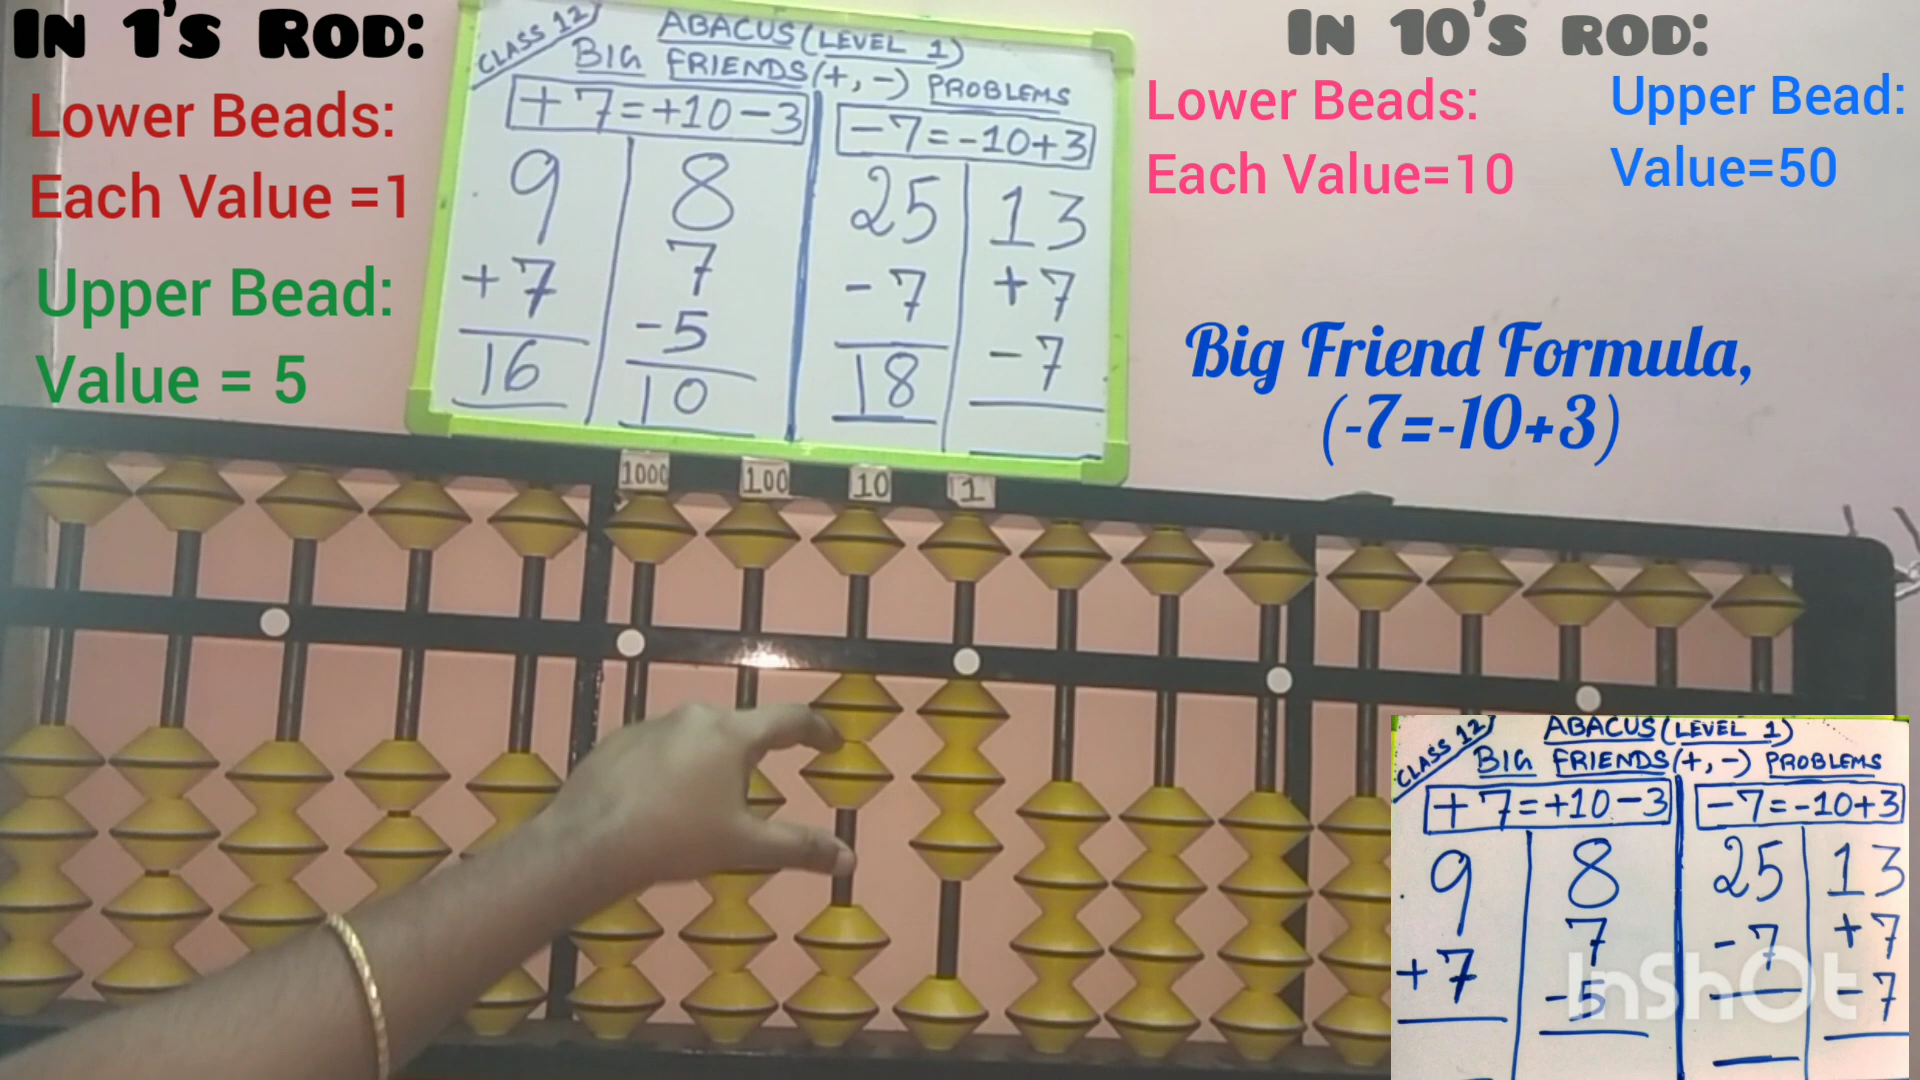 In 1's Rod:
Lower Beads:
Each Value =1
Upper Bead:
Value = 5
CLASS 12
ABACUS (LEVEL 1)
BIG FRIENDS (+, -) PROBLEMS
+7=+10-3
9
+7
16
8
7
-5
10
-7=-10+3
25
-7
18
13
+7
-7
In 10's rod:
Lower Beads:
Each Value=10
Upper Bead:
Value=50
Big Friend Formula,
(-7=-10+3)
1000
100
10
1
CLASS 12
ABACUS (LEVEL 1)
BIG FRIENDS (+, -) PROBLEMS
+7=+10-3
9
+7
8
7
-5
-7=-10+3
25
-7
13
+7
-7
InShOt